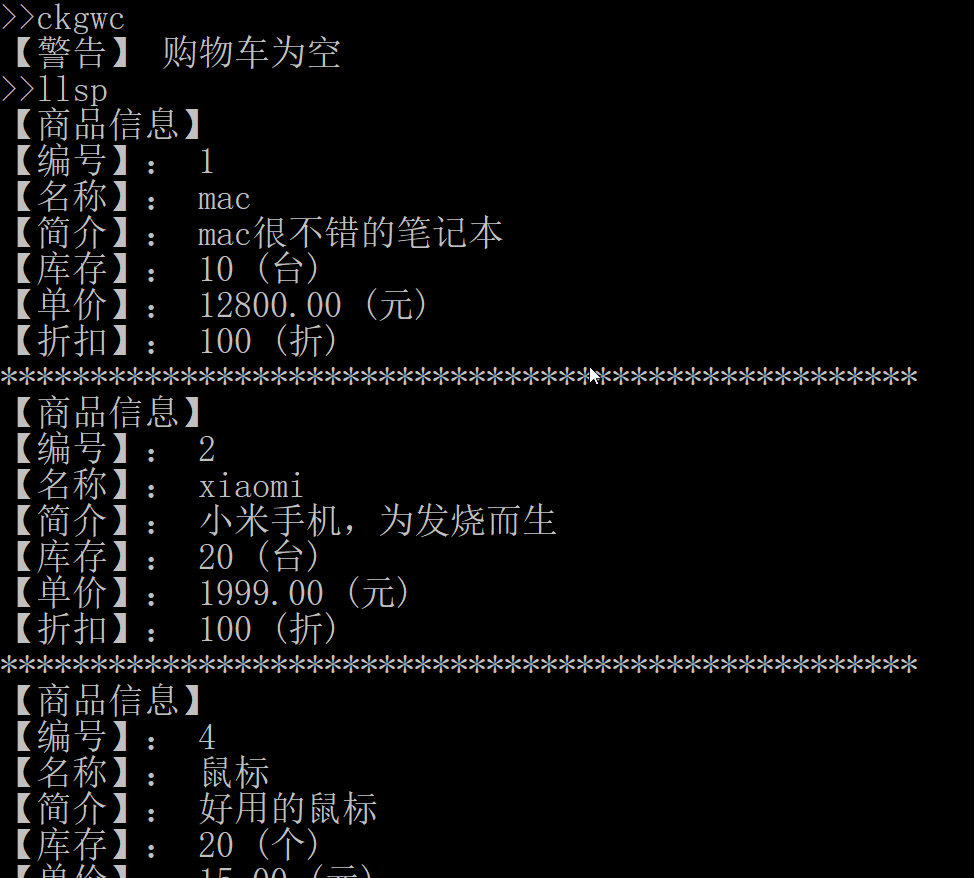 >>ckgwc
【警告】 购物车为空
>>llsp
【商品信息】
【编号】： 1
【名称】： mac
【简介】： mac很不错的笔记本
【库存】： 10 (台)
【单价】： 12800.00 (元)
【折扣】： 100 (折)
***************************************************
【商品信息】
【编号】： 2
【名称】： xiaomi
【简介】： 小米手机，为发烧而生
【库存】： 20 (台)
【单价】： 1999.00 (元)
【折扣】： 100 (折)
***************************************************
【商品信息】
【编号】： 4
【名称】： 鼠标
【简介】： 好用的鼠标
【库存】： 20 (个)
【单价】： 15.00 (元)